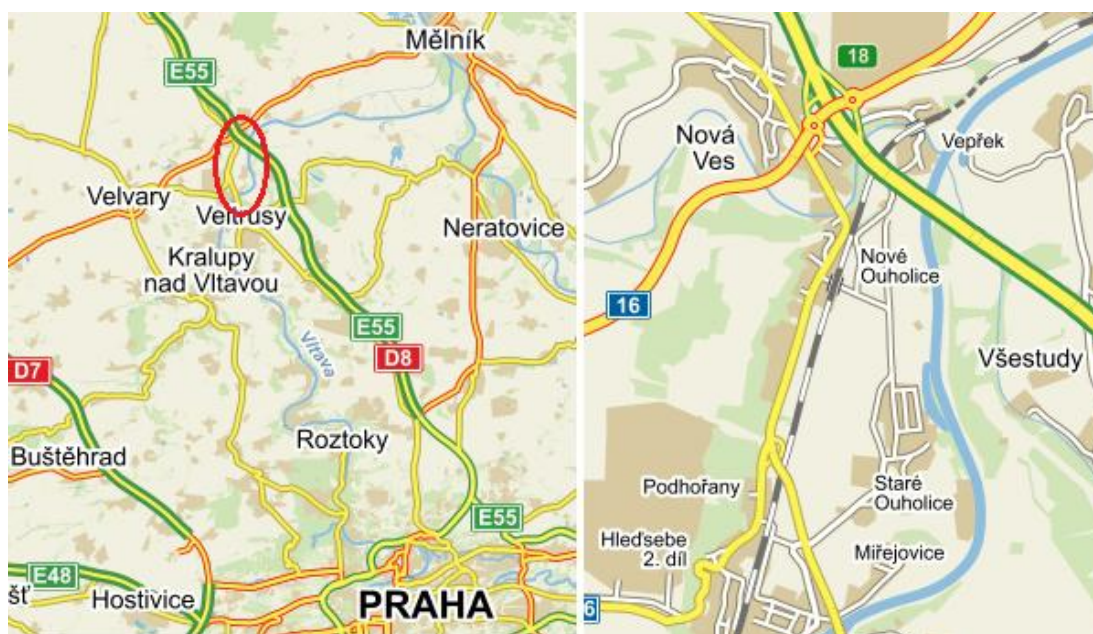 Mělník
E55
Velvary
Veltrusy
Neratovice
Kralupy
nad Vltavou
E55
Vltava
D8
D7
Roztoky
Buštěhrad
E55
E48
šť
Hostivice
PRAHA
18
Nová
Ves
Vepřek
Nové
Ouholice
16
Všestudy
Podhořany
Staré
Ouholice
Hleďsebe
2. díl
Miřejovice
6